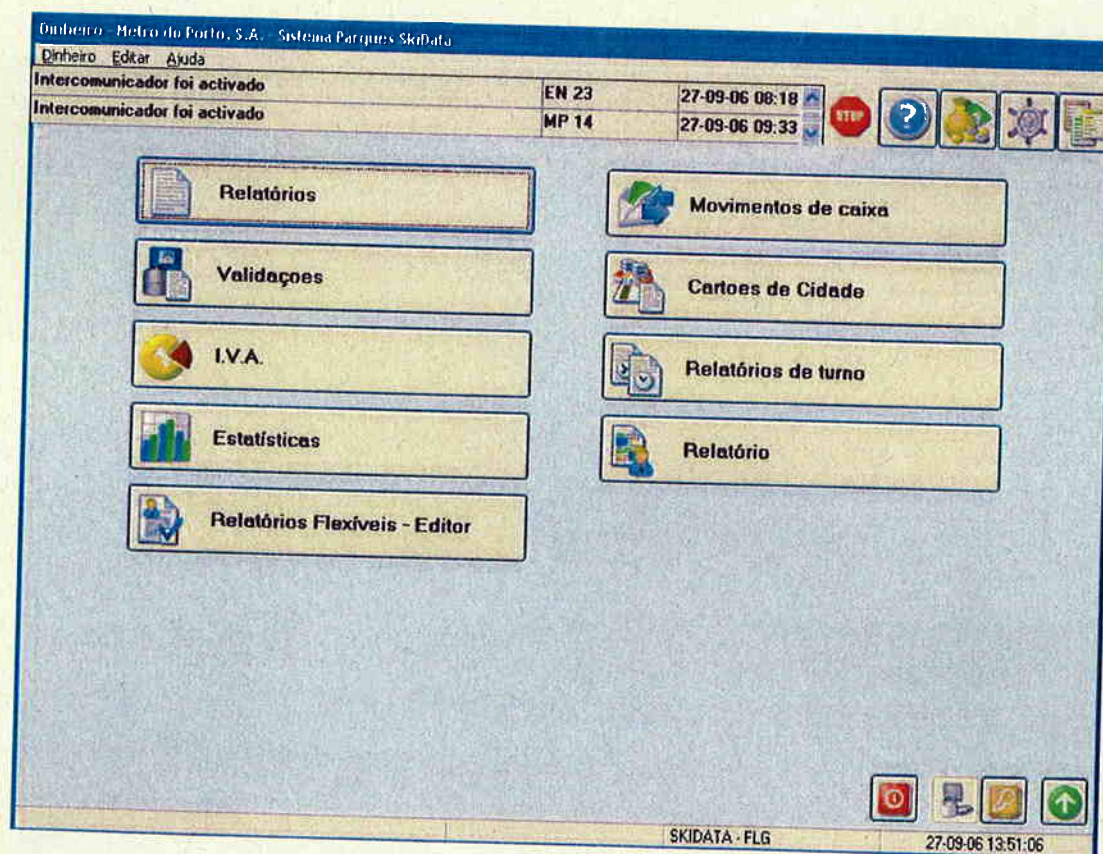 Dinheiro - Metro do Porto, S.A. - Sistema Parques SkiData
Dinheiro Editar Ajuda
Intercomunicador foi activado EN 23 27-09-06 08:18
Intercomunicador foi activado MP 14 27-09-06 09:33
STOP
?
Relatórios
Validaçoes
I.V.A.
Estatísticas
Relatórios Flexíveis - Editor
Movimentos de caixa
Cartoes de Cidade
Relatórios de turno
Relatório
SKIDATA - FLG 27-09-06 13:51:06